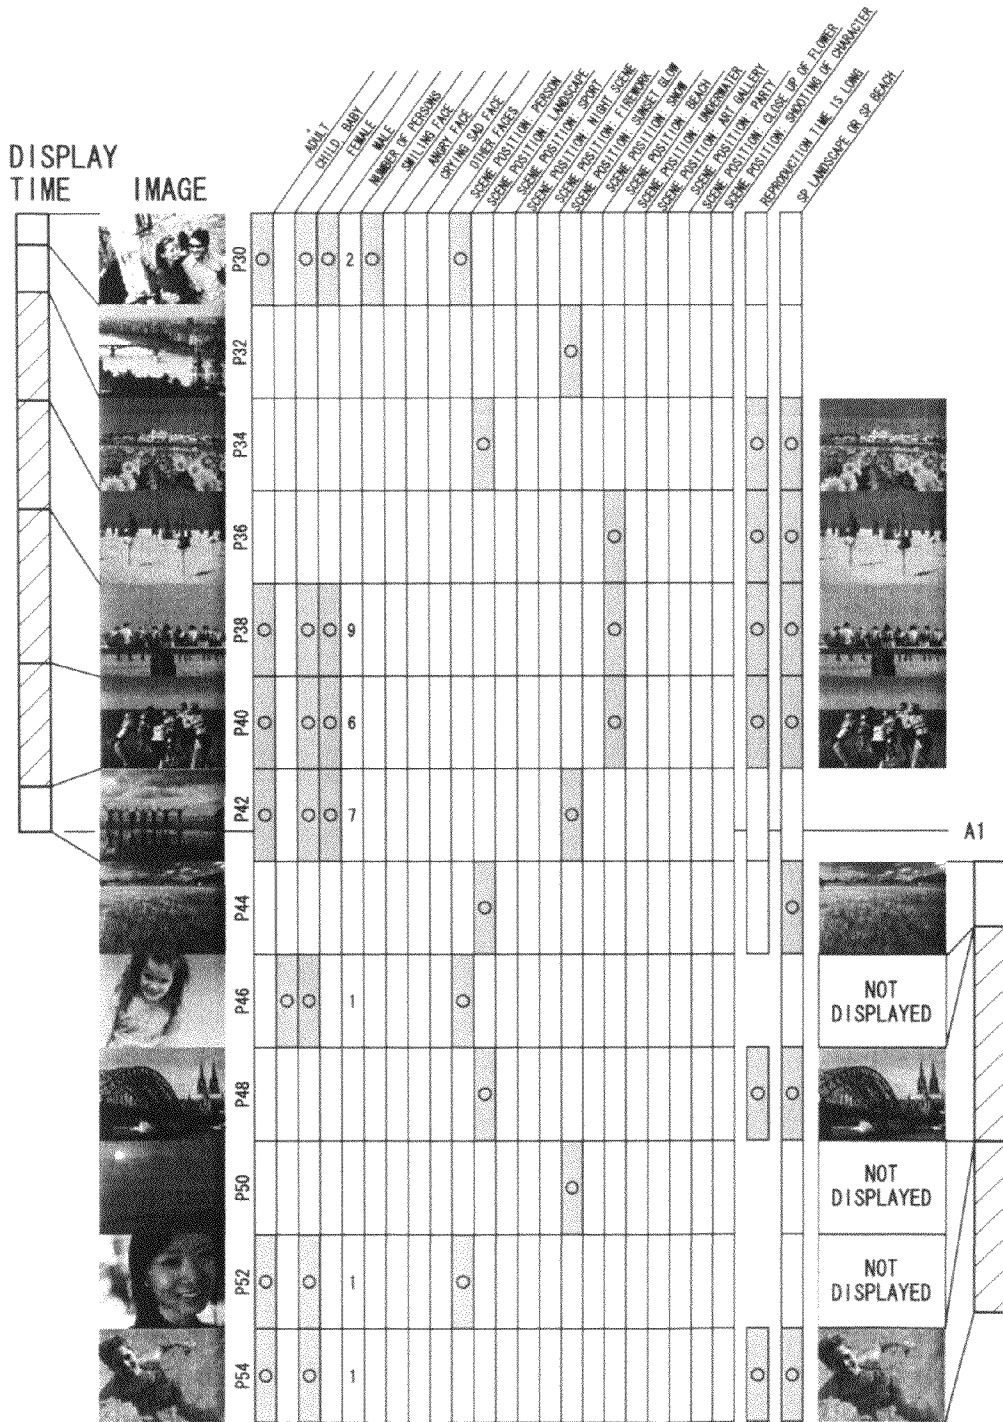 DISPLAY TIME
IMAGE
ADULT
CHILD, BABY
FEMALE
MALE
NUMBER OF PERSONS
SMILING FACE
ANGRY FACE
CRYING SAD FACE
OTHER FACES
SCENE POSITION: PERSON
SCENE POSITION: LANDSCAPE
SCENE POSITION: SPORT
SCENE POSITION: NIGHT SCENE
SCENE POSITION: FIREWORK
SCENE POSITION: SUNSET GLOW
SCENE POSITION: SNOW
SCENE POSITION: BEACH
SCENE POSITION: UNDERWATER
SCENE POSITION: ART GALLERY
SCENE POSITION: PARTY
SCENE POSITION: CLOSE UP OF FLOWER
SCENE POSITION: SHOOTING OF CHARACTER
REPRODUCTION TIME IS LONG
SP LANDSCAPE OR SP BEACH
P30 ○ ○ ○ 2 ○ ○
P32 ○
P34 ○ ○ ○
P36 ○ ○ ○
P38 ○ ○ ○ 9 ○ ○ ○
P40 ○ ○ ○ 6 ○ ○ ○
P42 ○ ○ ○ 7 ○
A1
P44 ○ ○
P46 ○ ○ 1 ○ NOT DISPLAYED
P48 ○ ○ ○
P50 ○ NOT DISPLAYED
P52 ○ ○ 1 ○ NOT DISPLAYED
P54 ○ ○ 1 ○ ○